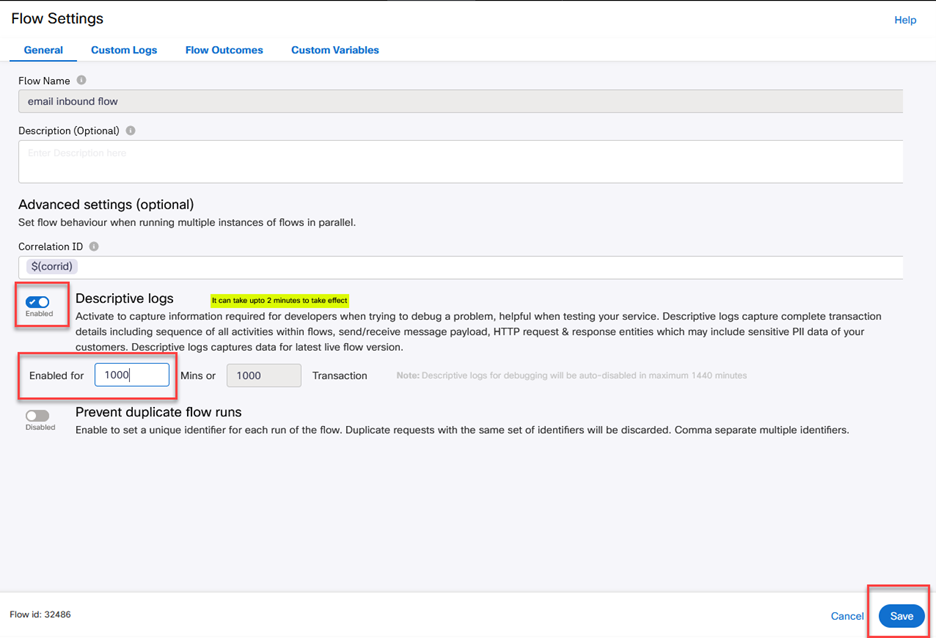 Flow Settings
Help
General
Custom Logs
Flow Outcomes
Custom Variables
Flow Name
email inbound flow
Description (Optional)
Enter Description here
Advanced settings (optional)
Set flow behaviour when running multiple instances of flows in parallel.
Correlation ID
$(corrid)
Enabled
Descriptive logs
It can take upto 2 minutes to take effect
Activate to capture information required for developers when trying to debug a problem, helpful when testing your service. Descriptive logs capture complete transaction
details including sequence of all activities within flows, send/receive message payload, HTTP request & response entities which may include sensitive PII data of your
customers. Descriptive logs captures data for latest live flow version.
Enabled for 1000 Mins or 1000 Transaction
Note: Descriptive logs for debugging will be auto-disabled in maximum 1440 minutes
Disabled
Prevent duplicate flow runs
Enable to set a unique identifier for each run of the flow. Duplicate requests with the same set of identifiers will be discarded. Comma separate multiple identifiers.
Flow id: 32486
Cancel
Save